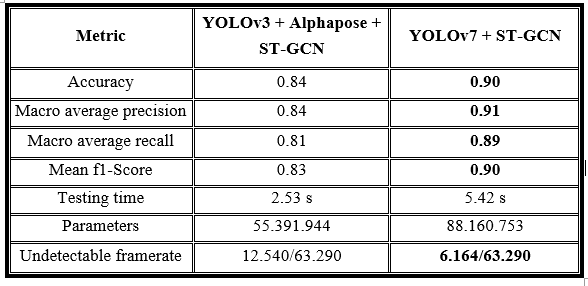 Metric YOLOv3 + Alphapose + ST-GCN YOLOv7 + ST-GCN
Accuracy 0.84 0.90
Macro average precision 0.84 0.91
Macro average recall 0.81 0.89
Mean f1-Score 0.83 0.90
Testing time 2.53 s 5.42 s
Parameters 55.391.944 88.160.753
Undetectable framerate 12.540/63.290 6.164/63.290